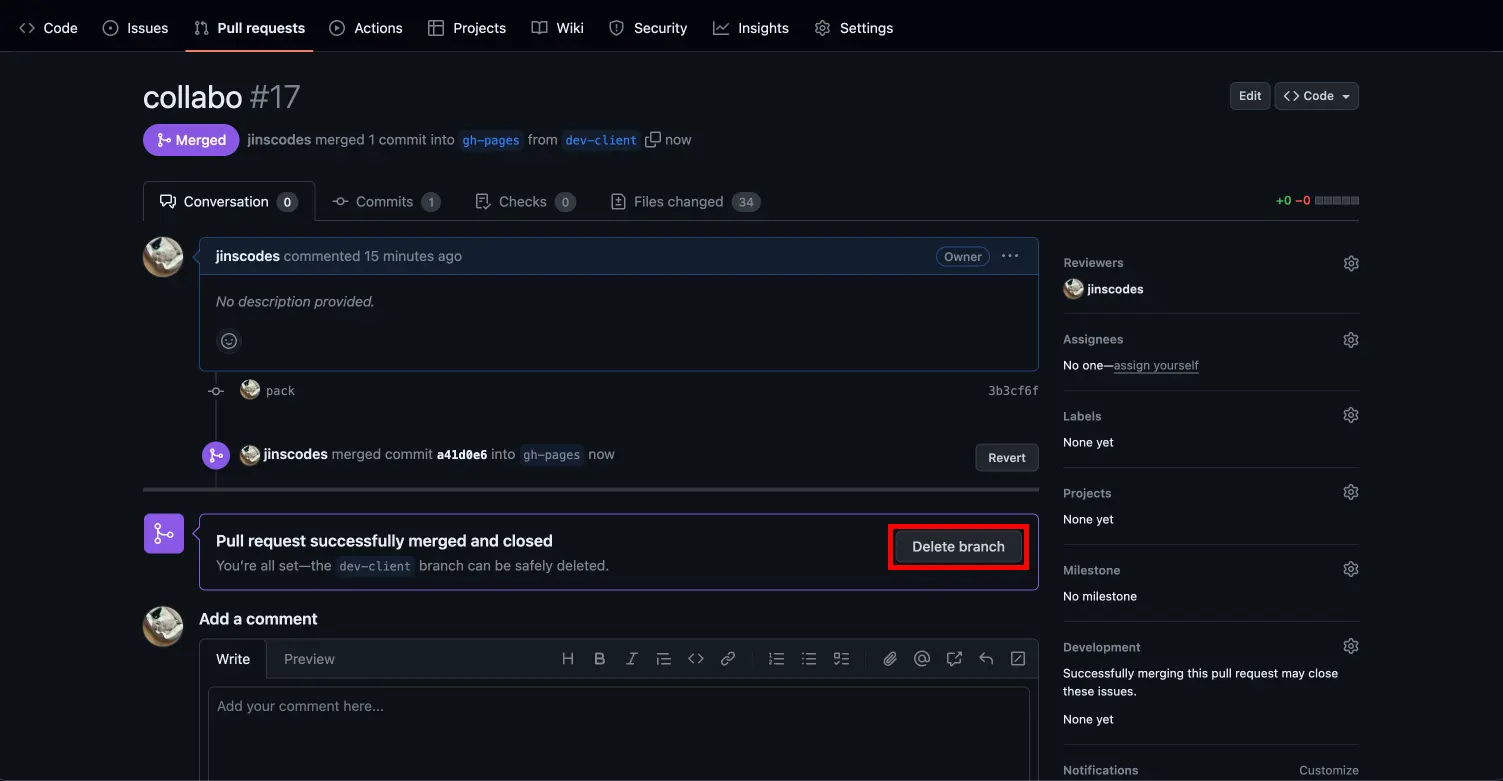 Code Issues Pull requests Actions Projects Wiki Security Insights Settings
collabo #17
Edit Code
Merged jinscodes merged 1 commit into gh-pages from dev-client now
Conversation 0 Commits 1 Checks 0 Files changed 34
+0 −0
jinscodes commented 15 minutes ago Owner ...
No description provided.
pack 3b3cf6f
jinscodes merged commit a41d0e6 into gh-pages now Revert
Pull request successfully merged and closed
You're all set—the dev-client branch can be safely deleted.
Delete branch
Add a comment
Write Preview
Add your comment here...
Reviewers
jinscodes
Assignees
No one—assign yourself
Labels
None yet
Projects
None yet
Milestone
No milestone
Development
Successfully merging this pull request may close
these issues.
None yet
Notifications Customize